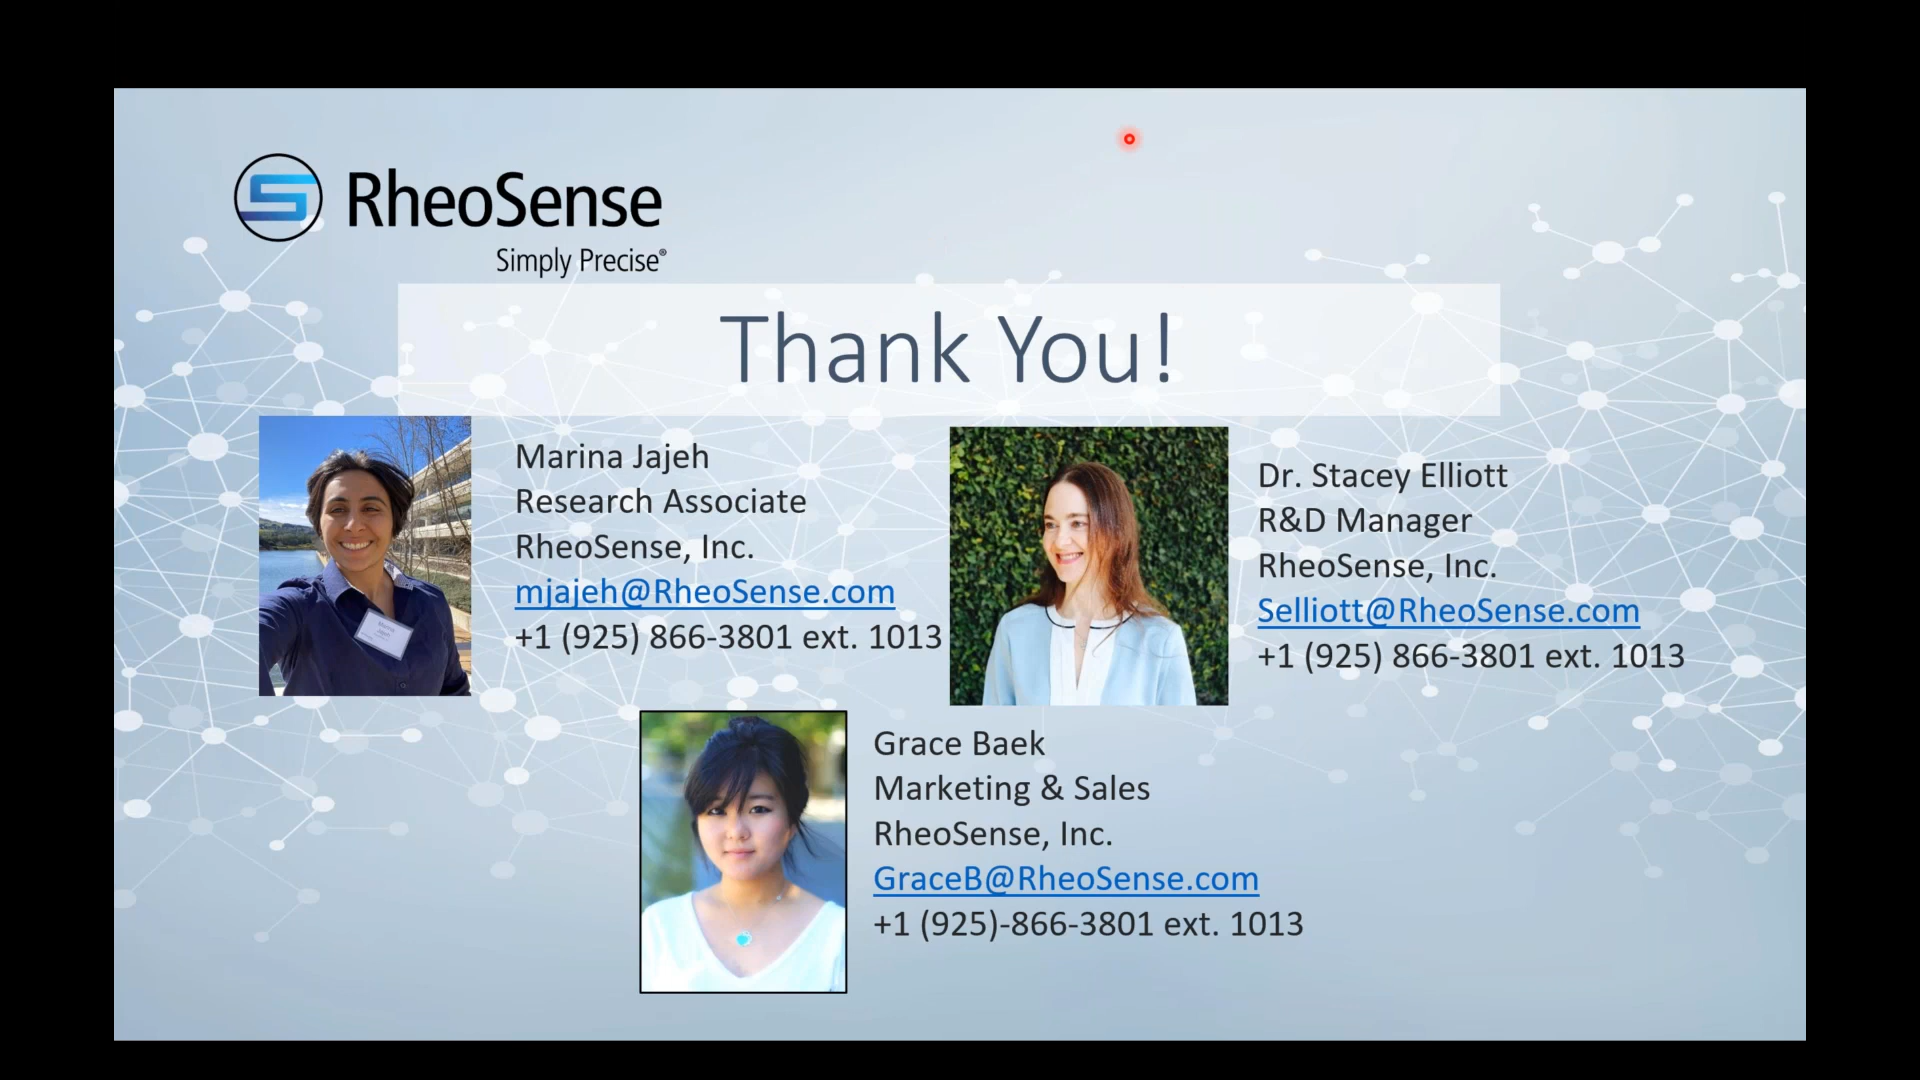 RheoSense
Simply Precise®
Thank You!
Marina Jajeh
Research Associate
RheoSense, Inc.
mjajeh@RheoSense.com
+1 (925) 866-3801 ext. 1013
Dr. Stacey Elliott
R&D Manager
RheoSense, Inc.
Selliott@RheoSense.com
+1 (925) 866-3801 ext. 1013
Grace Baek
Marketing & Sales
RheoSense, Inc.
GraceB@RheoSense.com
+1 (925)-866-3801 ext. 1013
Marina
Jajeh